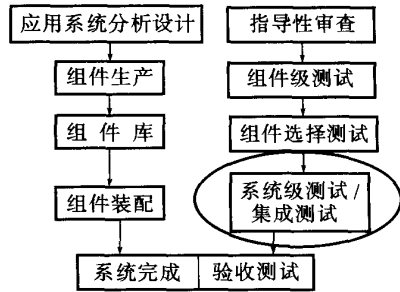 应用系统分析设计
指导性审查
组件生产
组件级测试
组 件 库
组件选择测试
组件装配
系统级测试/
集成测试
系统完成
验收测试